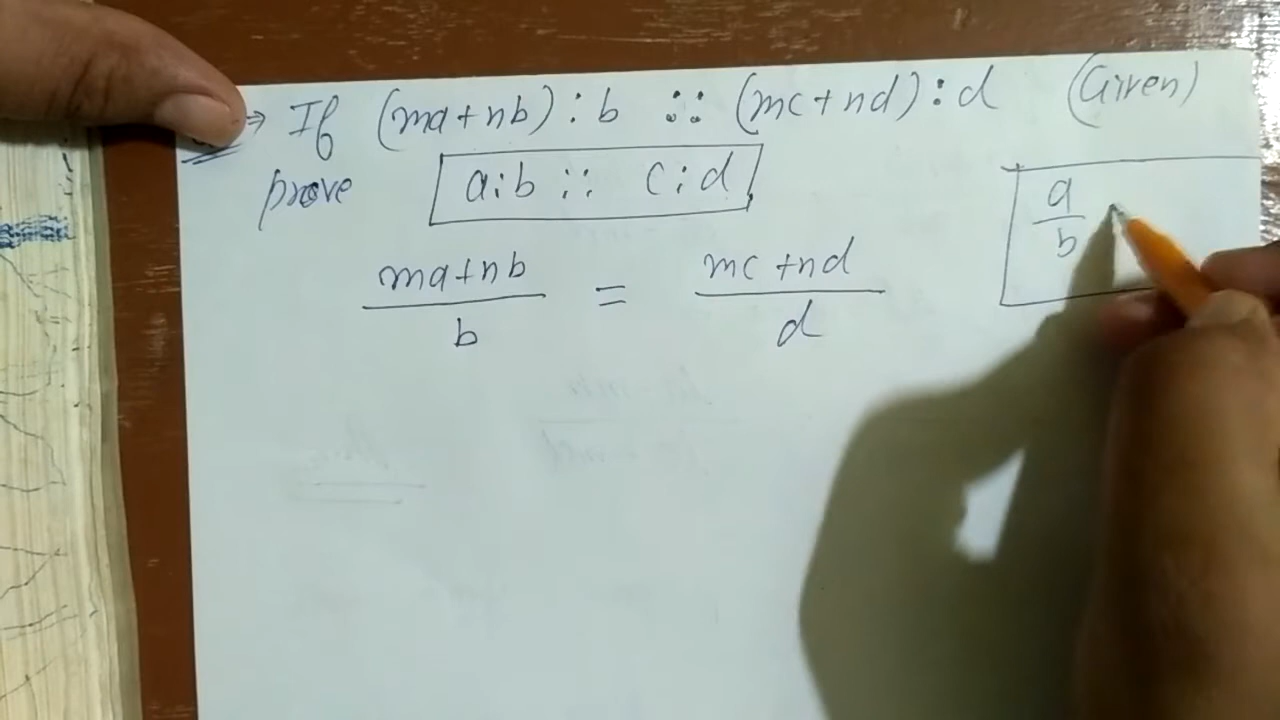 ⇒ If (ma+nb) : b :: (mc+nd) : d (Given)
prove a:b :: c:d
a/b
(ma+nb)/b = (mc+nd)/d